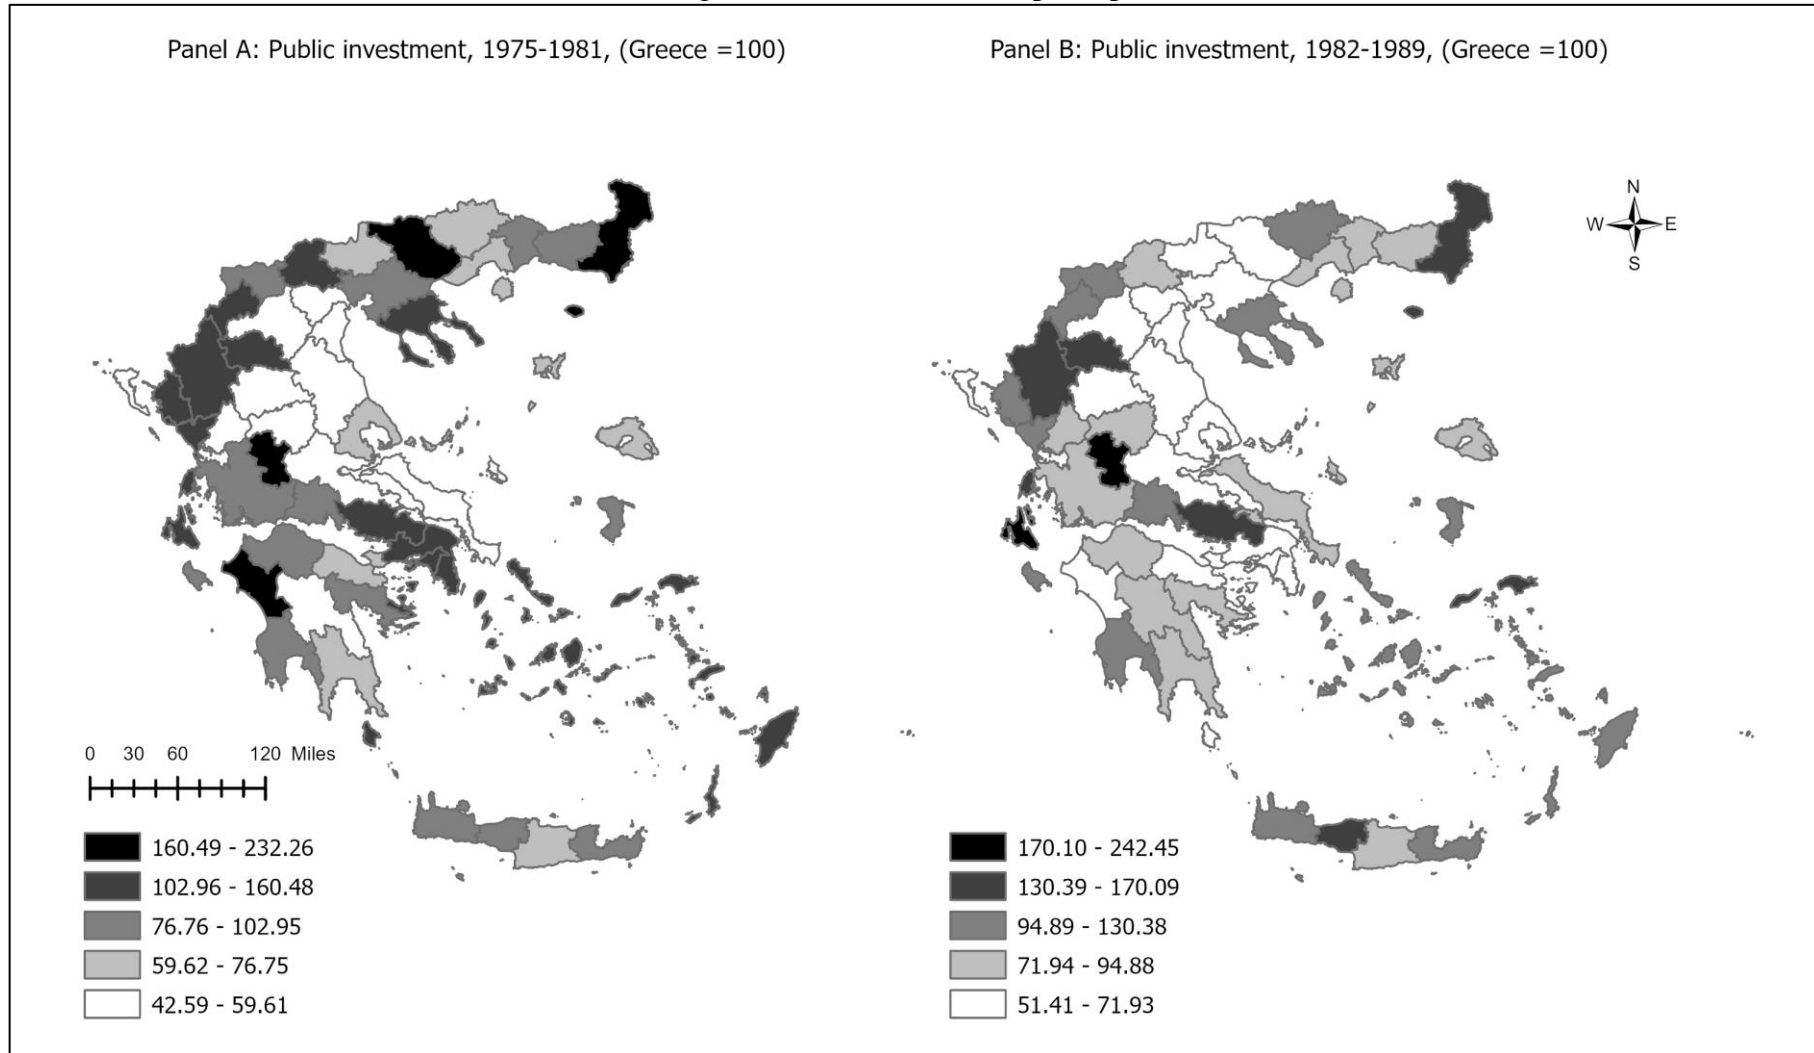 Panel A: Public investment, 1975-1981, (Greece =100)
Panel B: Public investment, 1982-1989, (Greece =100)
N
W E
S
0 30 60 120 Miles
160.49 - 232.26
102.96 - 160.48
76.76 - 102.95
59.62 - 76.75
42.59 - 59.61
170.10 - 242.45
130.39 - 170.09
94.89 - 130.38
71.94 - 94.88
51.41 - 71.93